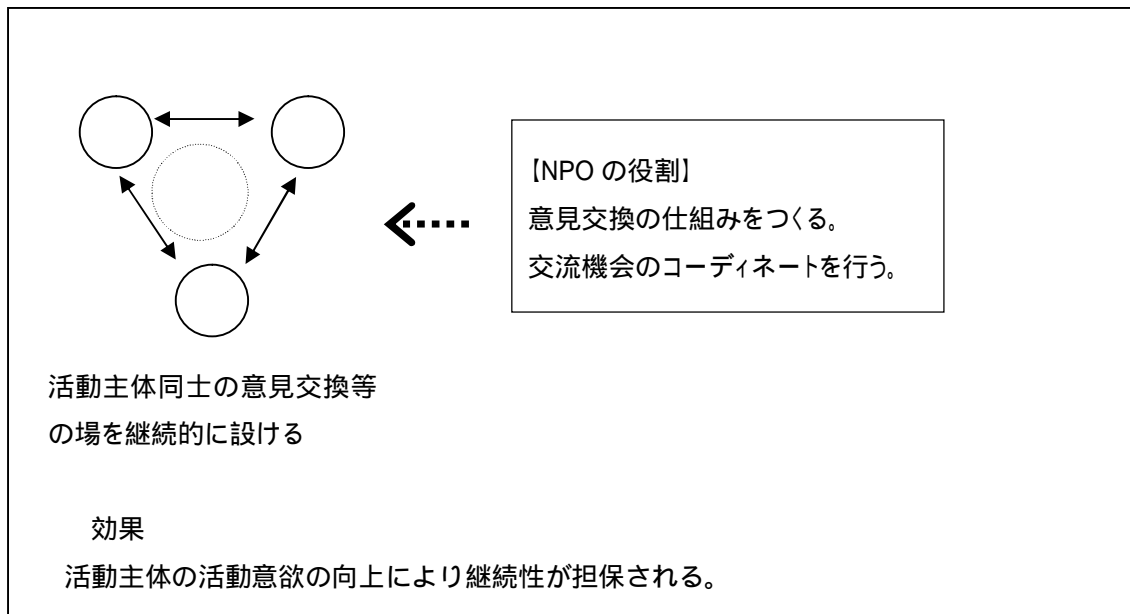 【NPO の役割】
意見交換の仕組みをつくる。
交流機会のコーディネートを行う。
活動主体同士の意見交換等
の場を継続的に設ける
効果
活動主体の活動意欲の向上により継続性が担保される。